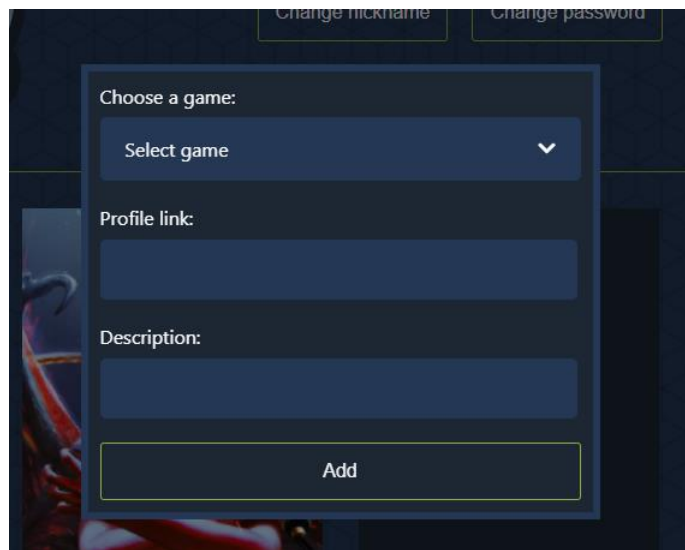 Change nickname Change password
Choose a game:
Select game
Profile link:
Description:
Add